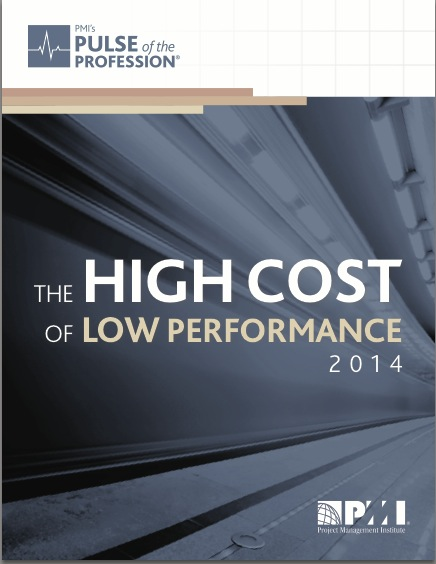 PMI's
PULSE of the
PROFESSION®
THE HIGH COST
OF LOW PERFORMANCE
2014
PMI®
Project Management Institute